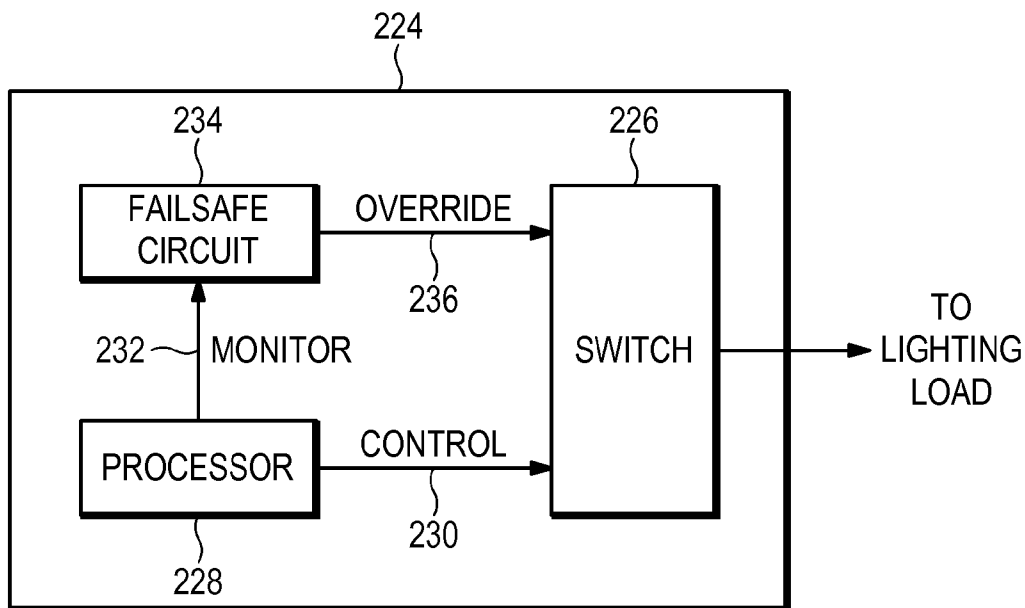 224
234
226
FAILSAFE
CIRCUIT
OVERRIDE
236
232
MONITOR
SWITCH
TO
LIGHTING
LOAD
PROCESSOR
CONTROL
230
228